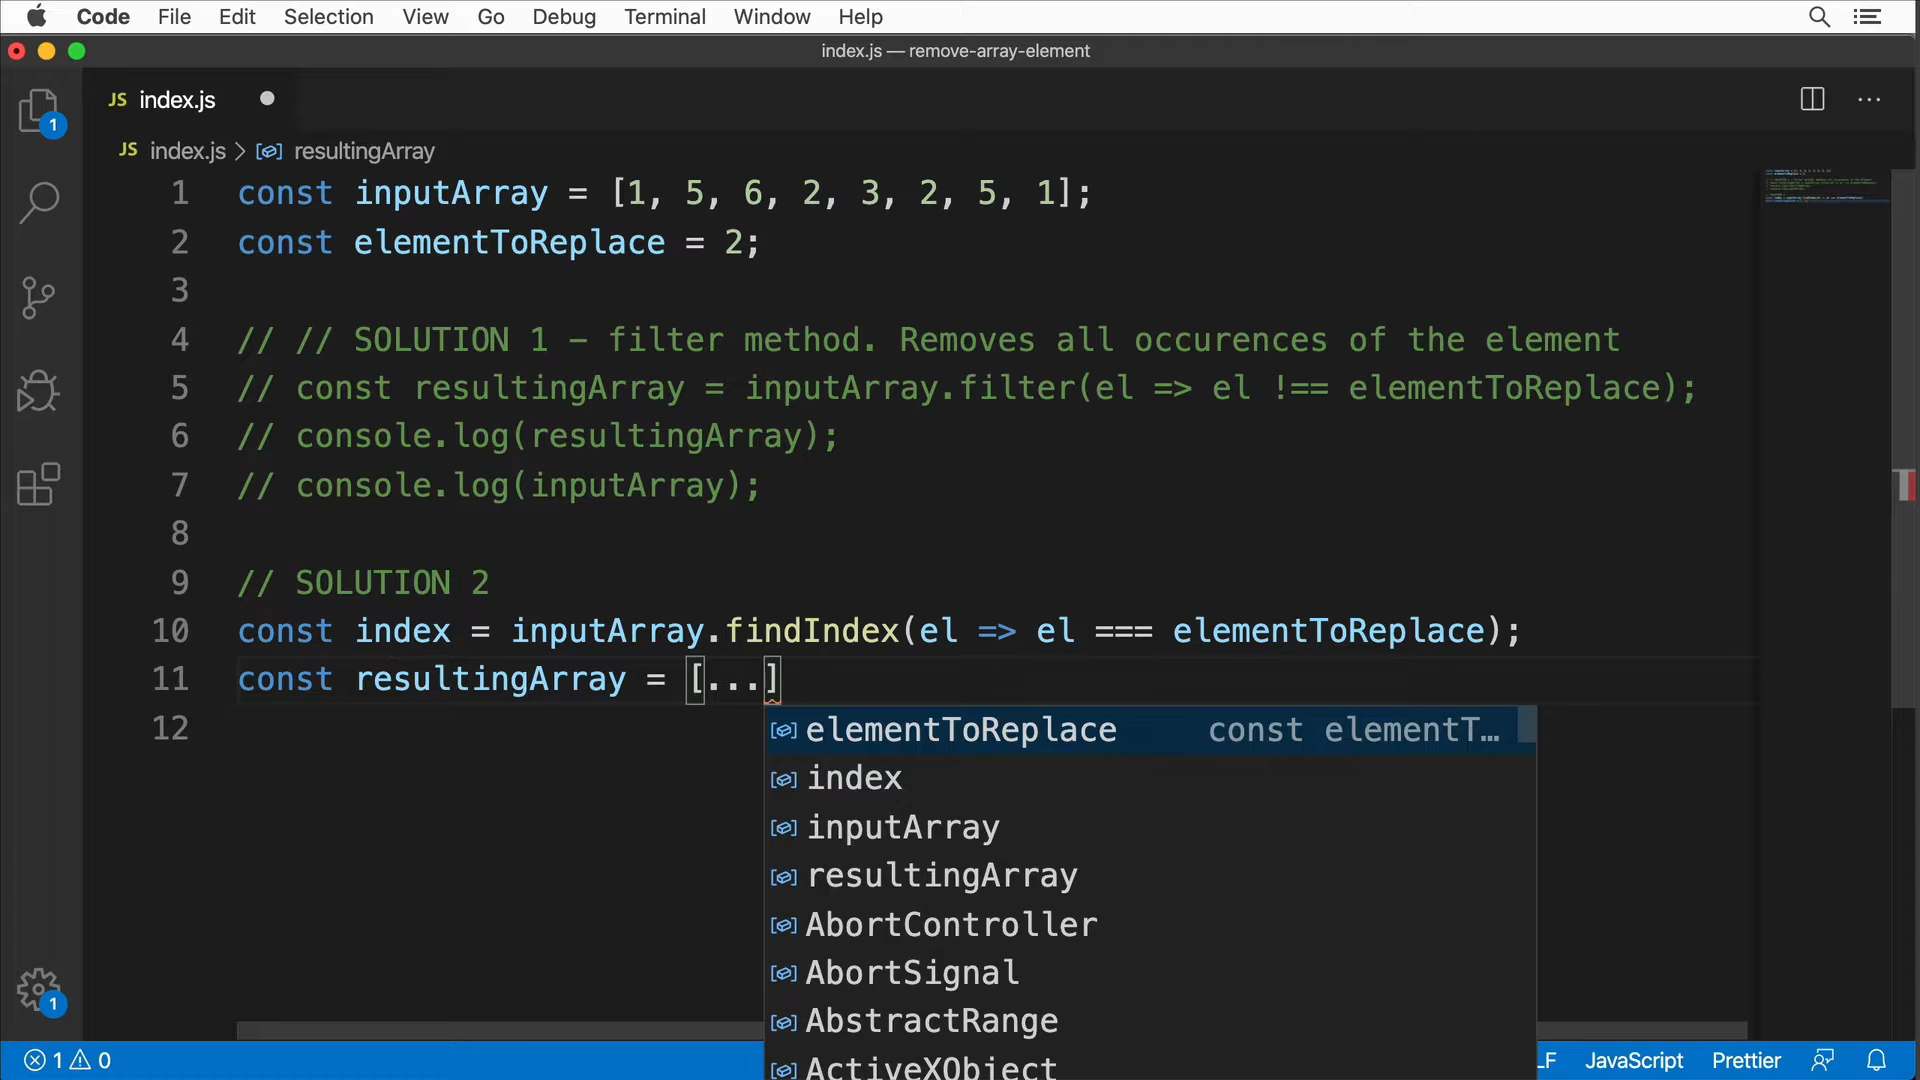 Code File Edit Selection View Go Debug Terminal Window Help
index.js — remove-array-element
JS index.js
JS index.js > resultingArray
1 const inputArray = [1, 5, 6, 2, 3, 2, 5, 1];
2 const elementToReplace = 2;
3
4 // // SOLUTION 1 – filter method. Removes all occurences of the element
5 // const resultingArray = inputArray.filter(el => el !== elementToReplace);
6 // console.log(resultingArray);
7 // console.log(inputArray);
8
9 // SOLUTION 2
10 const index = inputArray.findIndex(el => el === elementToReplace);
11 const resultingArray = [...]
12
elementToReplace const elementT…
index
inputArray
resultingArray
AbortController
AbortSignal
AbstractRange
ActiveXObject
1
1
1 0 LF JavaScript Prettier